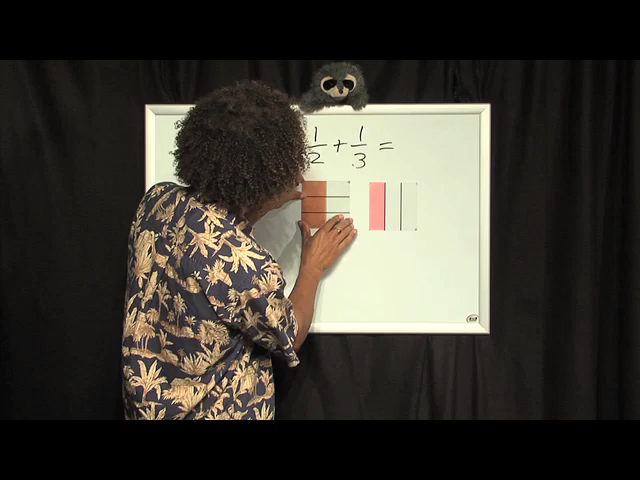 1/2 + 1/3 =